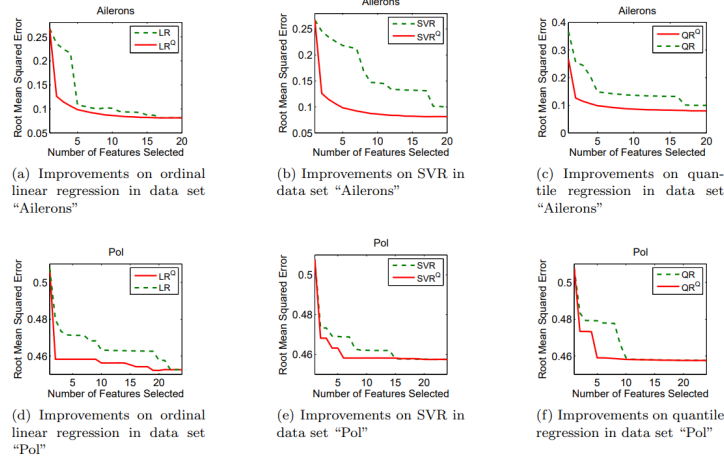 Ailerons
Root Mean Squared Error
0.25
0.2
0.15
0.1
0.05
5
10
15
20
Number of Features Selected
LR
LR^Q
(a) Improvements on ordinal
linear regression in data set
“Ailerons”
Ailerons
Root Mean Squared Error
0.25
0.2
0.15
0.1
0.05
5
10
15
20
Number of Features Selected
SVR
SVR^Q
(b) Improvements on SVR in
data set “Ailerons”
Ailerons
Root Mean Squared Error
0.4
0.3
0.2
0.1
0
5
10
15
20
Number of Features Selected
QR^Q
QR
(c) Improvements on quan-
tile regression in data set
“Ailerons”
Pol
Root Mean Squared Error
0.5
0.48
0.46
5
10
15
20
Number of Features Selected
LR^Q
LR
(d) Improvements on ordinal
linear regression in data set
“Pol”
Pol
Root Mean Squared Error
0.5
0.48
0.46
5
10
15
20
Number of Features Selected
SVR
SVR^Q
(e) Improvements on SVR in
data set “Pol”
Pol
Root Mean Squared Error
0.5
0.48
0.46
5
10
15
20
Number of Features Selected
QR
QR^Q
(f) Improvements on quantile
regression in data set “Pol”